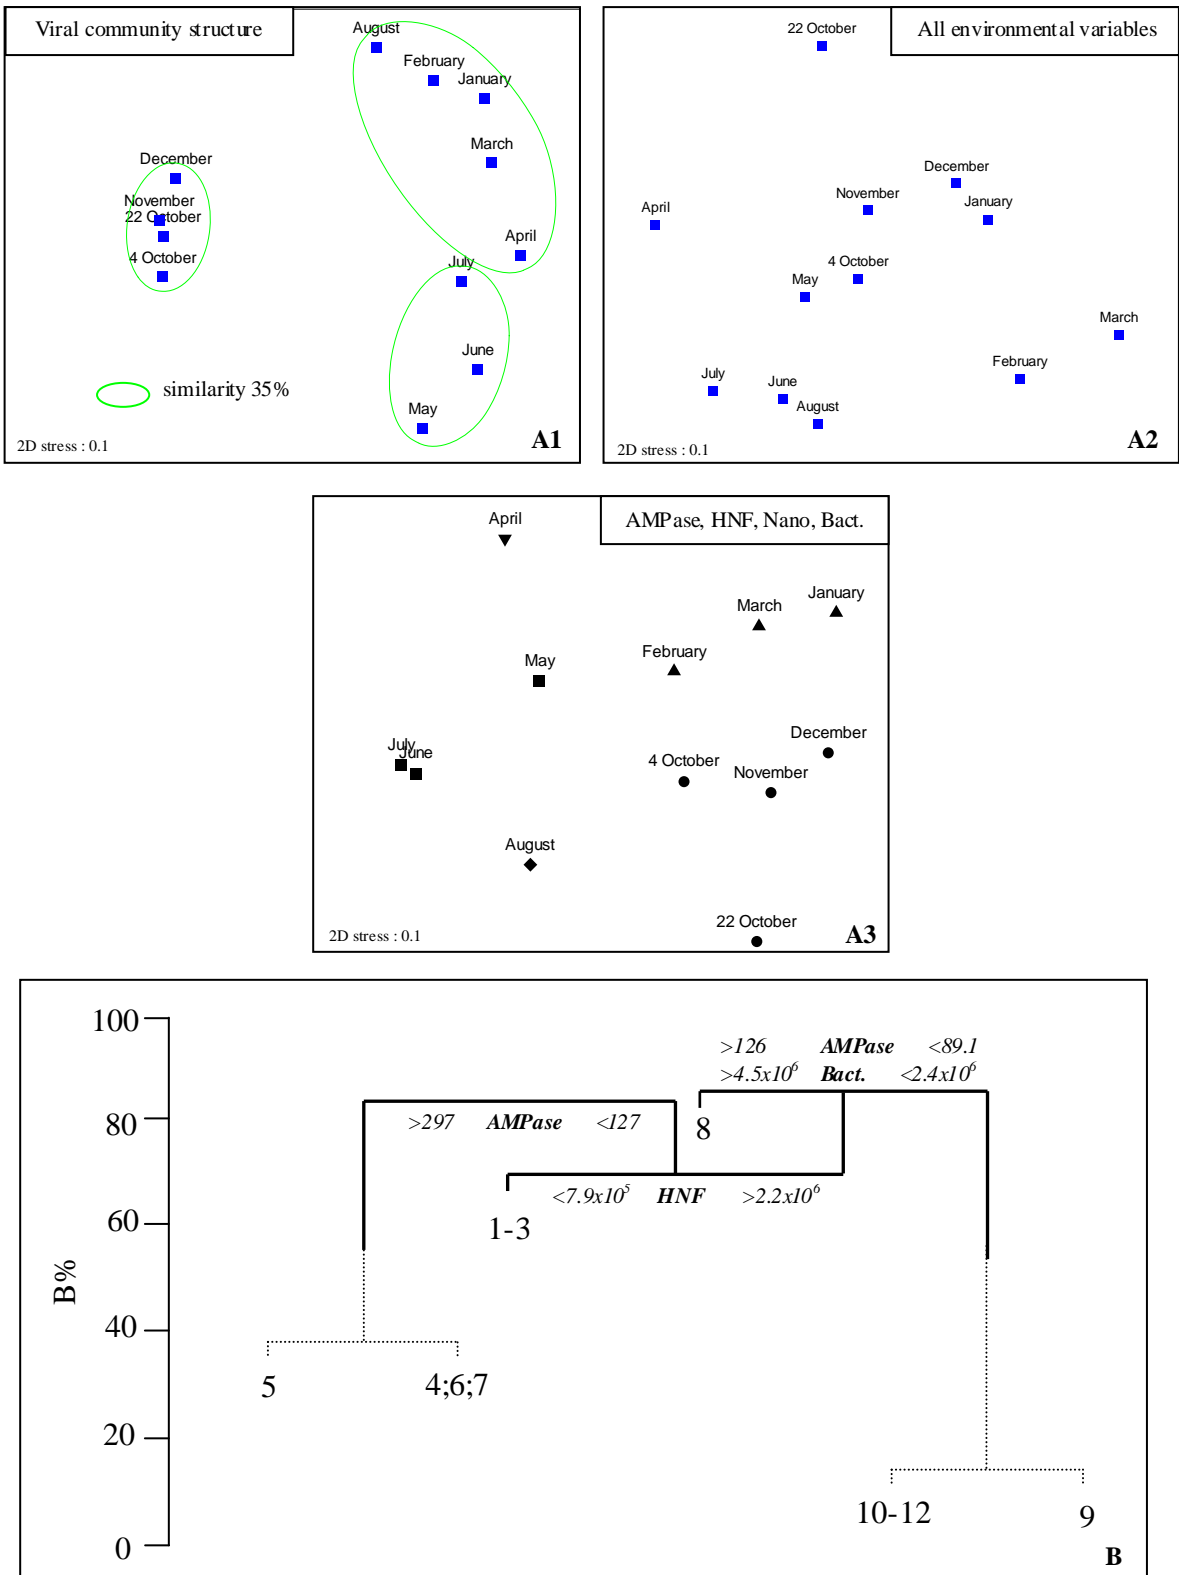 Viral community structure
August
February
January
March
December
November
22 October
4 October
April
July
June
May
similarity 35%
2D stress : 0.1
A1
22 October
All environmental variables
December
November
January
April
4 October
May
March
February
July
June
August
2D stress : 0.1
A2
April
AMPase, HNF, Nano, Bact.
January
March
February
May
December
July
June
4 October
November
August
22 October
2D stress : 0.1
A3
100
80
60
40
20
0
B%
>126 AMPase <89.1
>4.5x10⁶ Bact. <2.4x10⁶
>297 AMPase <127
8
<7.9x10⁵ HNF >2.2x10⁶
1-3
5
4;6;7
10-12
9
B